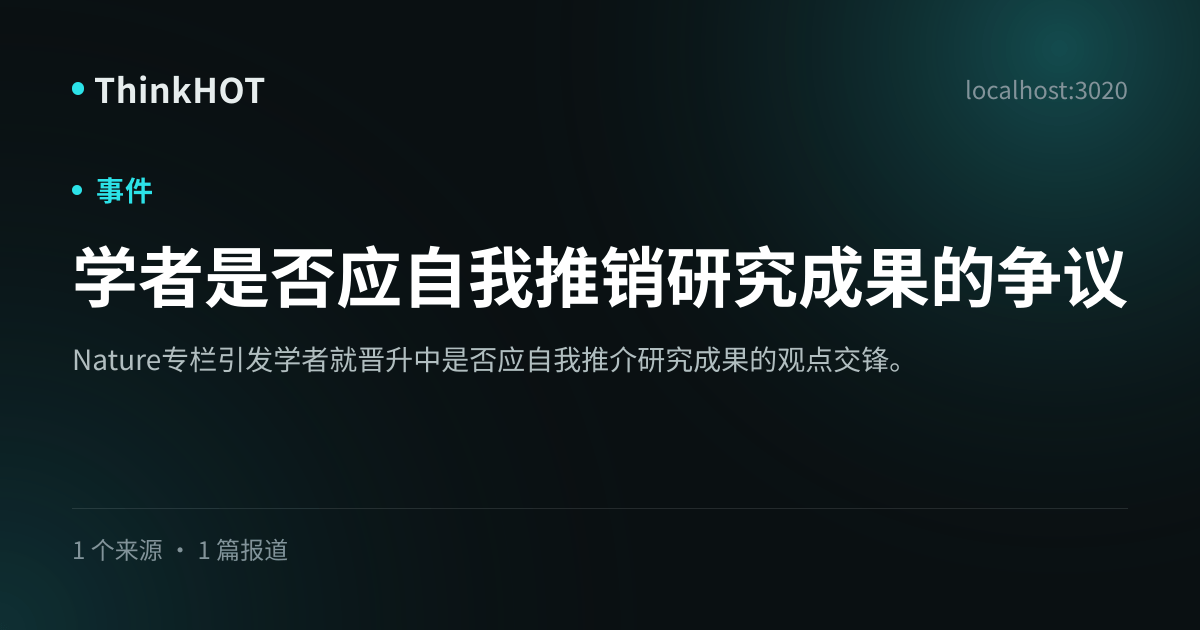 ThinkHOT
localhost:3020
事件
学者是否应自我推销研究成果的争议
Nature专栏引发学者就晋升中是否应自我推介研究成果的观点交锋。
1 个来源 · 1 篇报道